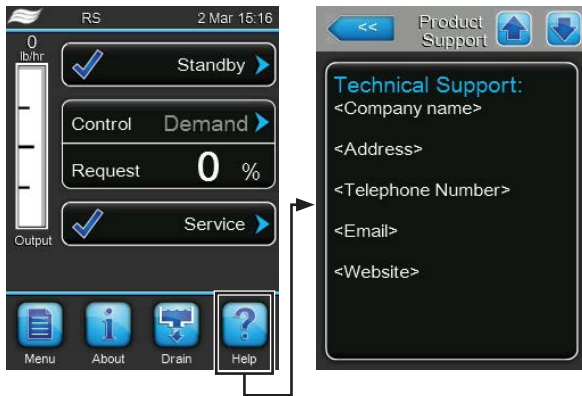 RS 2 Mar 15:16
0
lb/hr
Standby
Control Demand
Request 0 %
Output
Service
Menu About Drain Help
<< Product
Support
Technical Support:
<Company name>
<Address>
<Telephone Number>
<Email>
<Website>